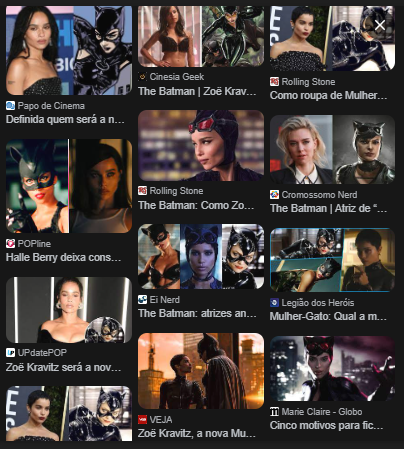 Papo de Cinema
Definida quem será a n...
POPline
Halle Berry deixa cons...
UPdatePOP
Zoë Kravitz será a nov...
Cinesia Geek
The Batman | Zoë Krav...
Rolling Stone
The Batman: Como Zo...
Ei Nerd
The Batman: atrizes an...
VEJA
Zoë Kravitz, a nova Mu...
Rolling Stone
Como roupa de Mulher...
Cromossomo Nerd
The Batman | Atriz de “...
Legião dos Heróis
Mulher-Gato: Qual a m...
Marie Claire - Globo
Cinco motivos para fic...